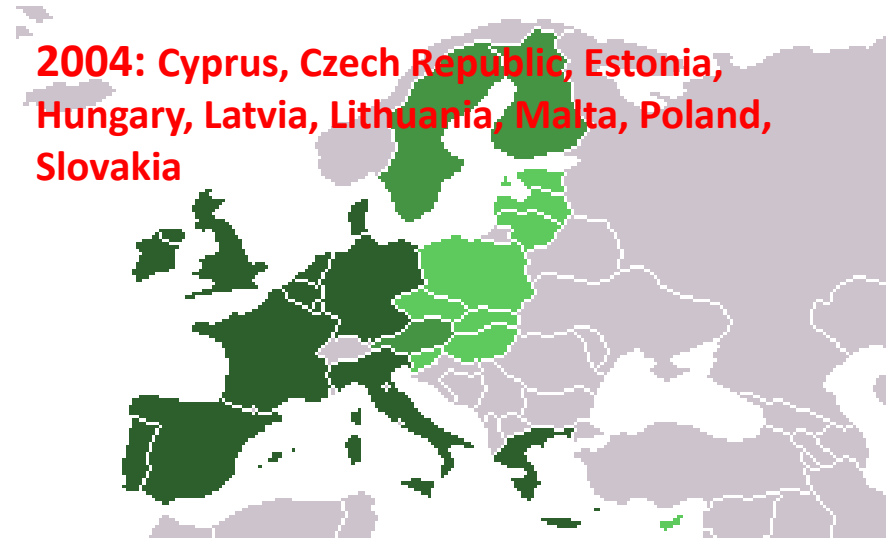 2004: Cyprus, Czech Republic, Estonia,
Hungary, Latvia, Lithuania, Malta, Poland,
Slovakia